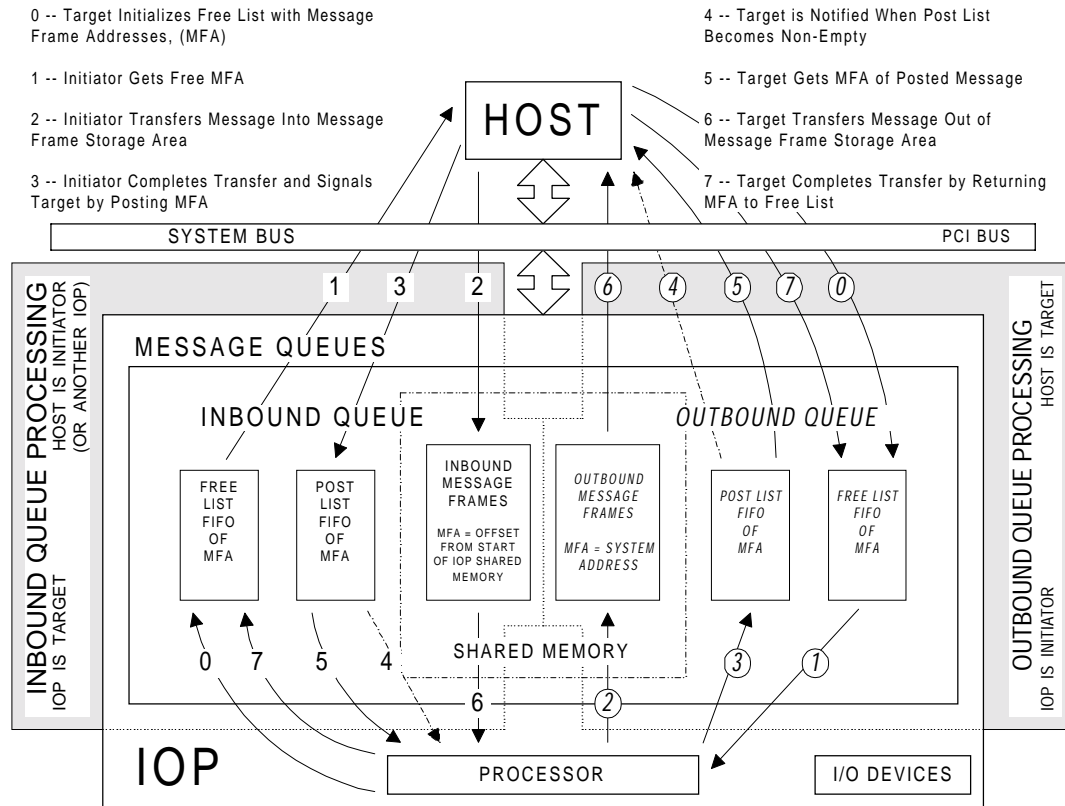 0 -- Target Initializes Free List with Message
Frame Addresses, (MFA)
1 -- Initiator Gets Free MFA
2 -- Initiator Transfers Message Into Message
Frame Storage Area
3 -- Initiator Completes Transfer and Signals
Target by Posting MFA
4 -- Target is Notified When Post List
Becomes Non-Empty
5 -- Target Gets MFA of Posted Message
6 -- Target Transfers Message Out of
Message Frame Storage Area
7 -- Target Completes Transfer by Returning
MFA to Free List
HOST
SYSTEM BUS
PCI BUS
1
3
2
6
4
5
7
0
INBOUND QUEUE PROCESSING
HOST IS INITIATOR
(OR ANOTHER IOP)
IOP IS TARGET
OUTBOUND QUEUE PROCESSING
HOST IS TARGET
IOP IS INITIATOR
MESSAGE QUEUES
INBOUND QUEUE
OUTBOUND QUEUE
FREE
LIST
FIFO
OF
MFA
POST
LIST
FIFO
OF
MFA
INBOUND
MESSAGE
FRAMES
MFA = OFFSET
FROM START
OF IOP SHARED
MEMORY
OUTBOUND
MESSAGE
FRAMES
MFA = SYSTEM
ADDRESS
POST LIST
FIFO
OF
MFA
FREE LIST
FIFO
OF
MFA
SHARED MEMORY
0
7
5
4
6
2
3
1
IOP
PROCESSOR
I/O DEVICES